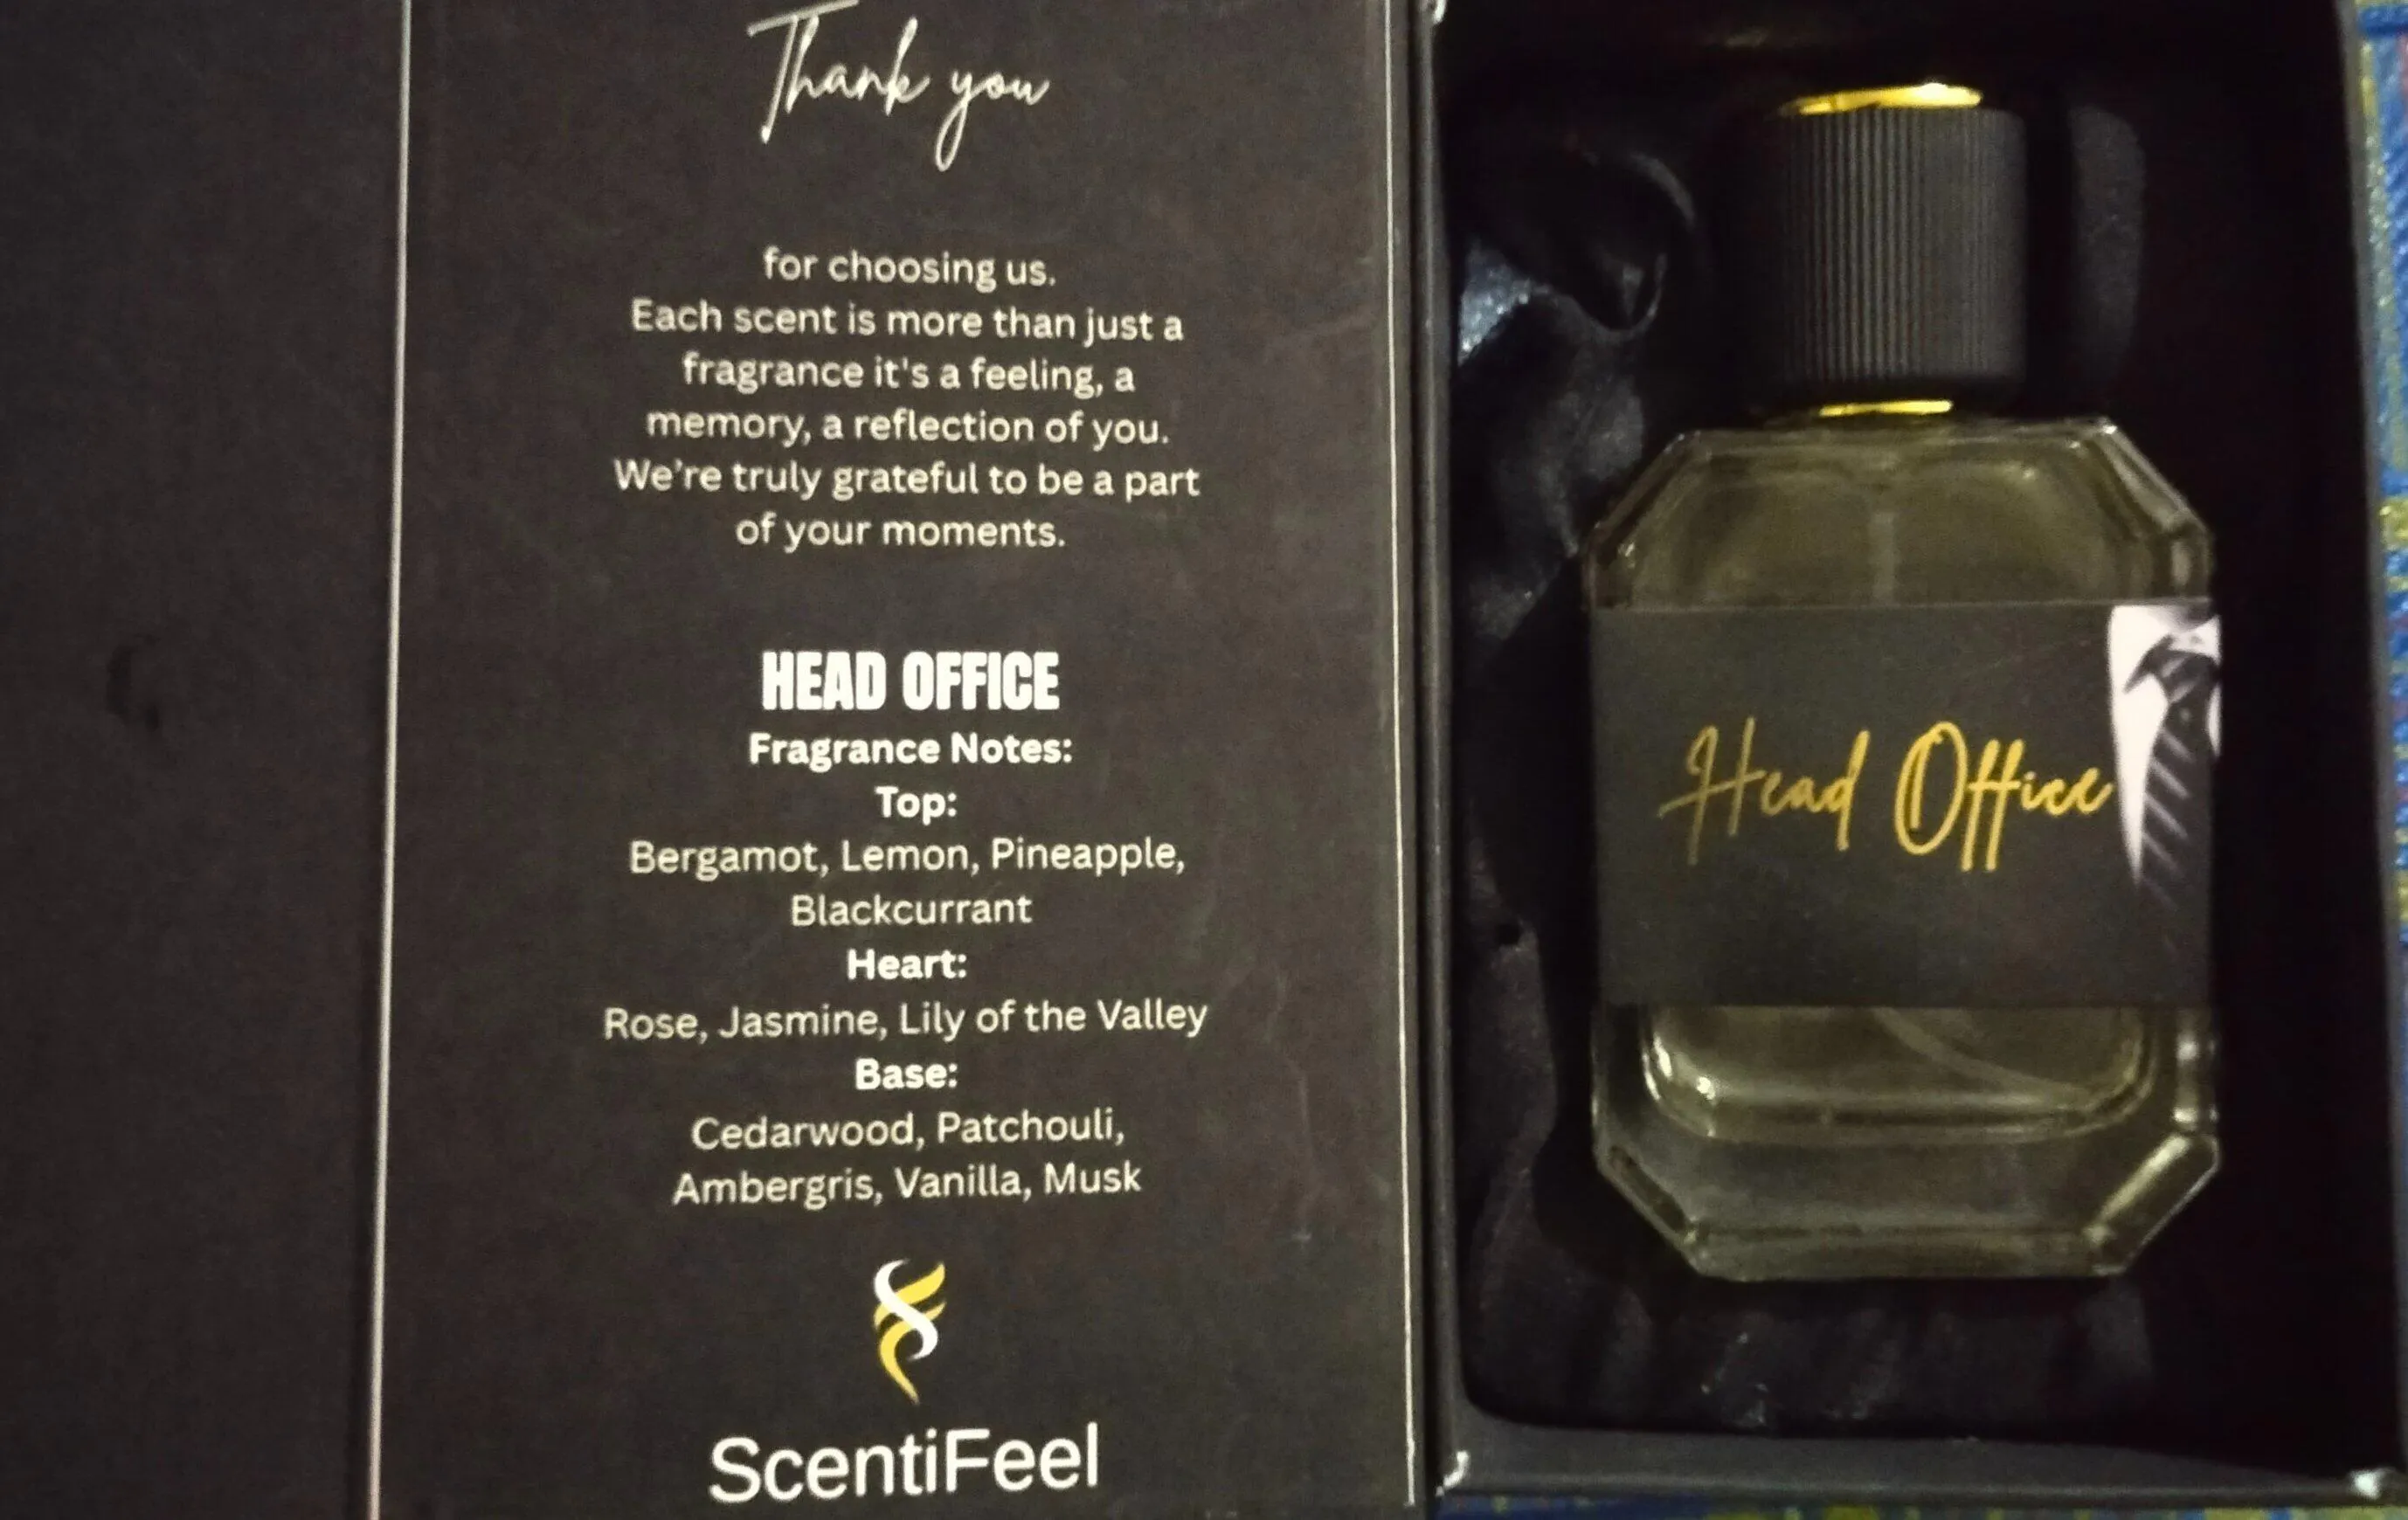 Thank you
for choosing us.
Each scent is more than just a
fragrance it's a feeling, a
memory, a reflection of you.
We're truly grateful to be a part
of your moments.
HEAD OFFICE
Fragrance Notes:
Top:
Bergamot, Lemon, Pineapple,
Blackcurrant
Heart:
Rose, Jasmine, Lily of the Valley
Base:
Cedarwood, Patchouli,
Ambergris, Vanilla, Musk
ScentiFeel
Head Office